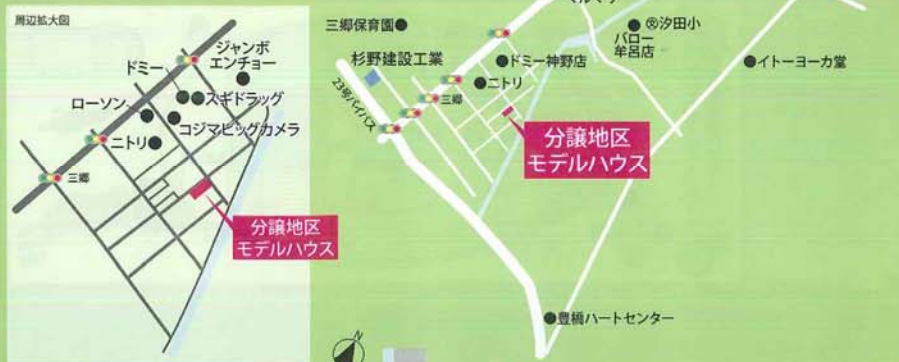 周辺拡大図
ジャンボ
エンチョー
ドミー
スギドラッグ
ローソン
コジマビッグカメラ
ニトリ
三郷
分譲地区
モデルハウス
三郷保育園
杉野建設工業
23号バイパス
三郷
ドミー神野店
ニトリ
分譲地区
モデルハウス
㊛汐田小
バロー
牟呂店
イトーヨーカ堂
豊橋ハートセンター
N